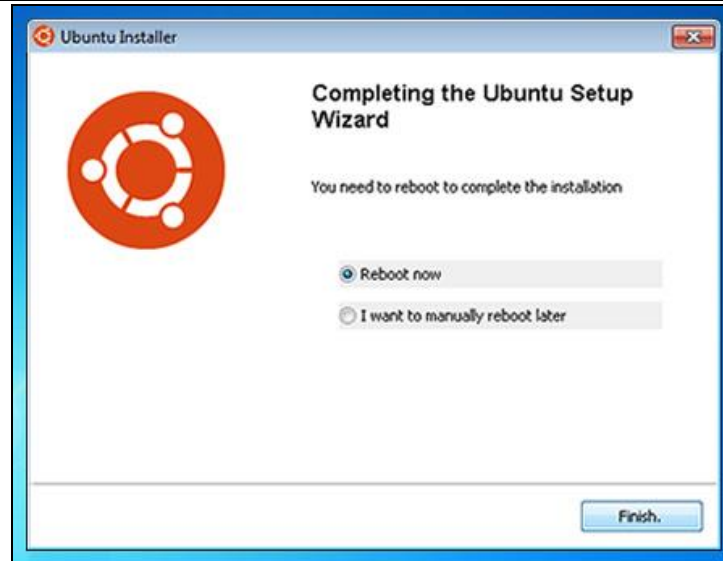 Ubuntu Installer
Completing the Ubuntu Setup
Wizard
You need to reboot to complete the installation
Reboot now
I want to manually reboot later
Finish.